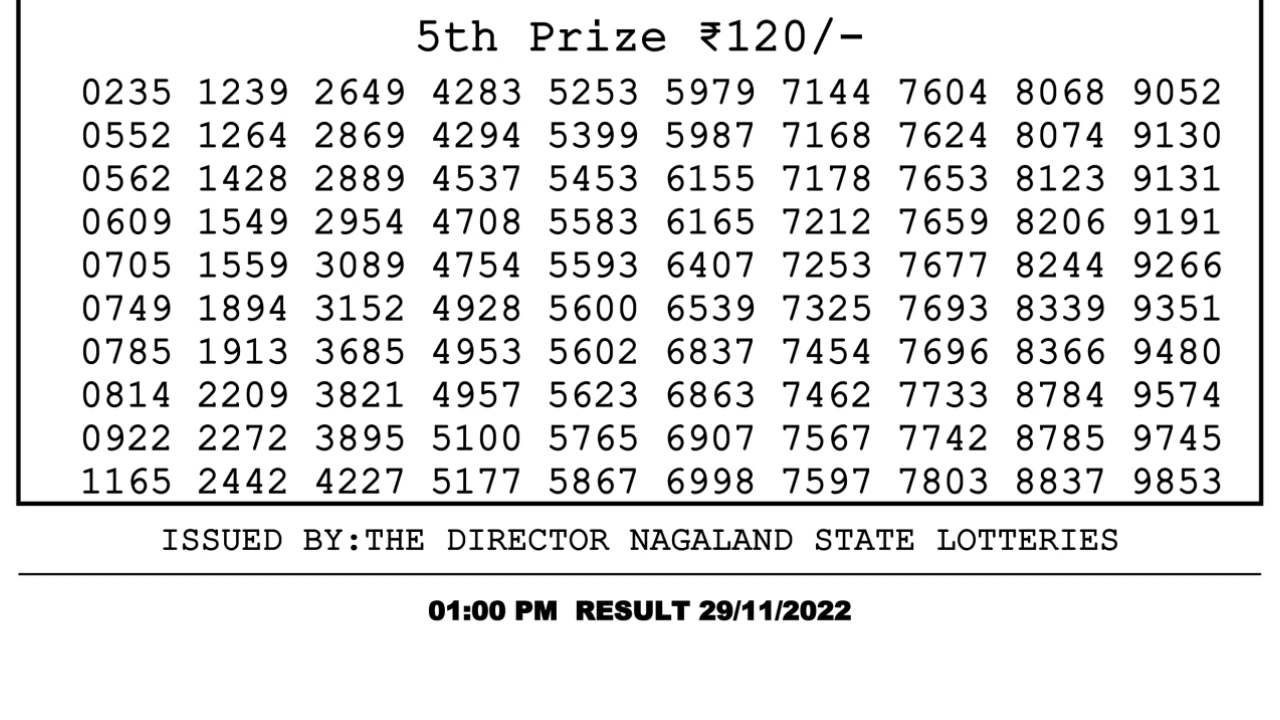 5th Prize ₹120/-
0235 1239 2649 4283 5253 5979 7144 7604 8068 9052
0552 1264 2869 4294 5399 5987 7168 7624 8074 9130
0562 1428 2889 4537 5453 6155 7178 7653 8123 9131
0609 1549 2954 4708 5583 6165 7212 7659 8206 9191
0705 1559 3089 4754 5593 6407 7253 7677 8244 9266
0749 1894 3152 4928 5600 6539 7325 7693 8339 9351
0785 1913 3685 4953 5602 6837 7454 7696 8366 9480
0814 2209 3821 4957 5623 6863 7462 7733 8784 9574
0922 2272 3895 5100 5765 6907 7567 7742 8785 9745
1165 2442 4227 5177 5867 6998 7597 7803 8837 9853
ISSUED BY:THE DIRECTOR NAGALAND STATE LOTTERIES
01:00 PM RESULT 29/11/2022